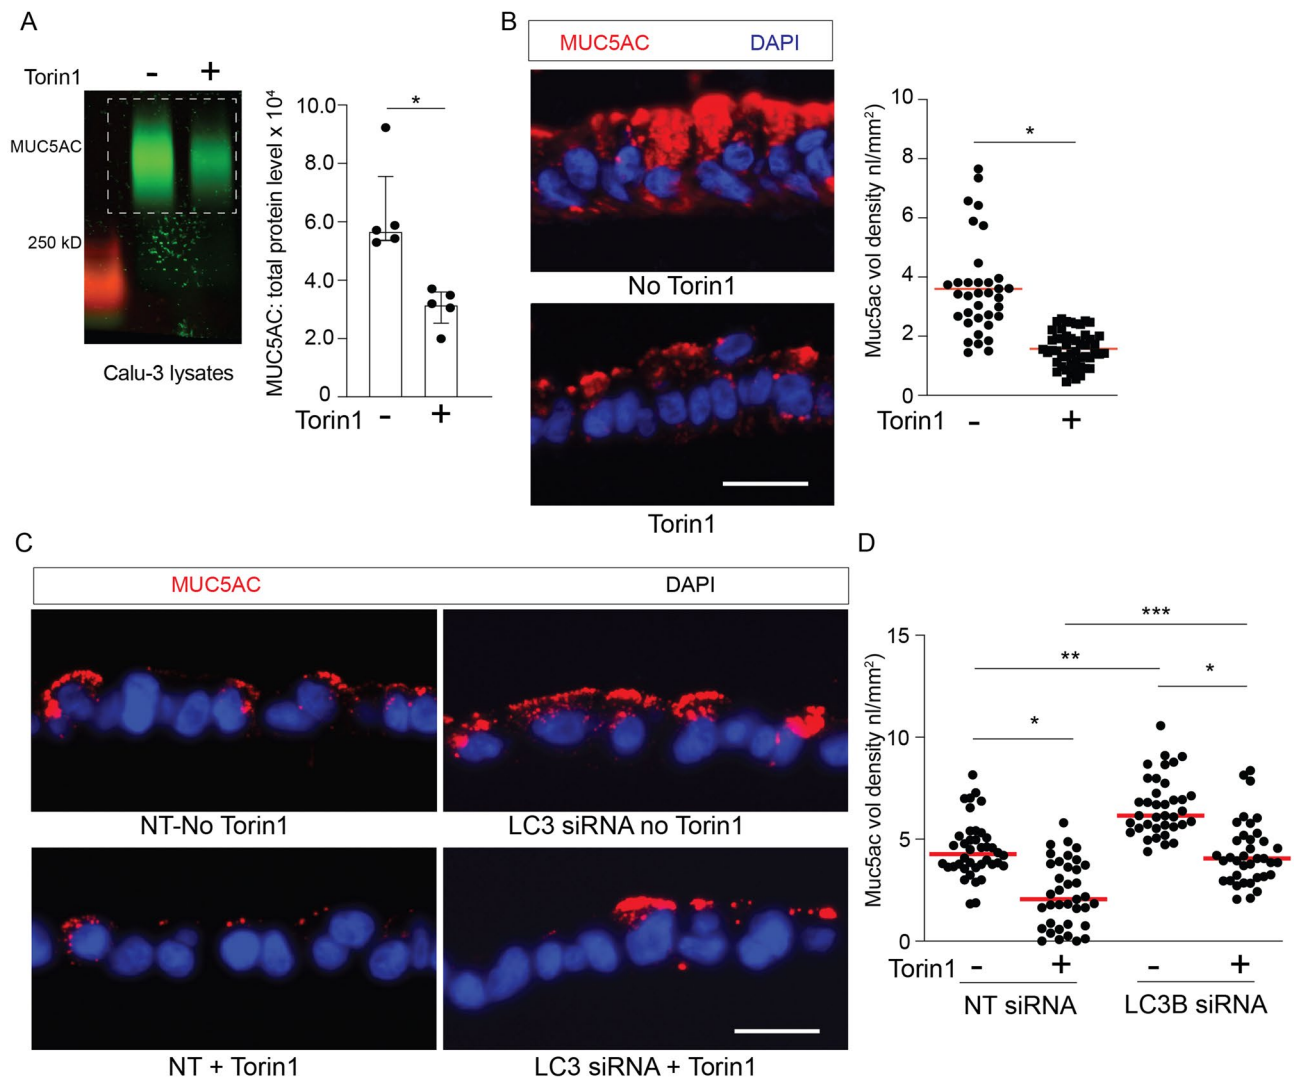 A
Torin1 - +
MUC5AC
250 kD
Calu-3 lysates
MUC5AC: total protein level x 10⁴
10.0
8.0
6.0
4.0
2.0
0
*
Torin1 - +
B
MUC5AC DAPI
No Torin1
Torin1
Muc5ac vol density nl/mm²)
10
8
6
4
2
0
*
Torin1 - +
C
MUC5AC DAPI
NT-No Torin1
LC3 siRNA no Torin1
NT + Torin1
LC3 siRNA + Torin1
D
Muc5ac vol density nl/mm²)
15
10
5
0
***
**
*
*
Torin1 - + - +
NT siRNA LC3B siRNA